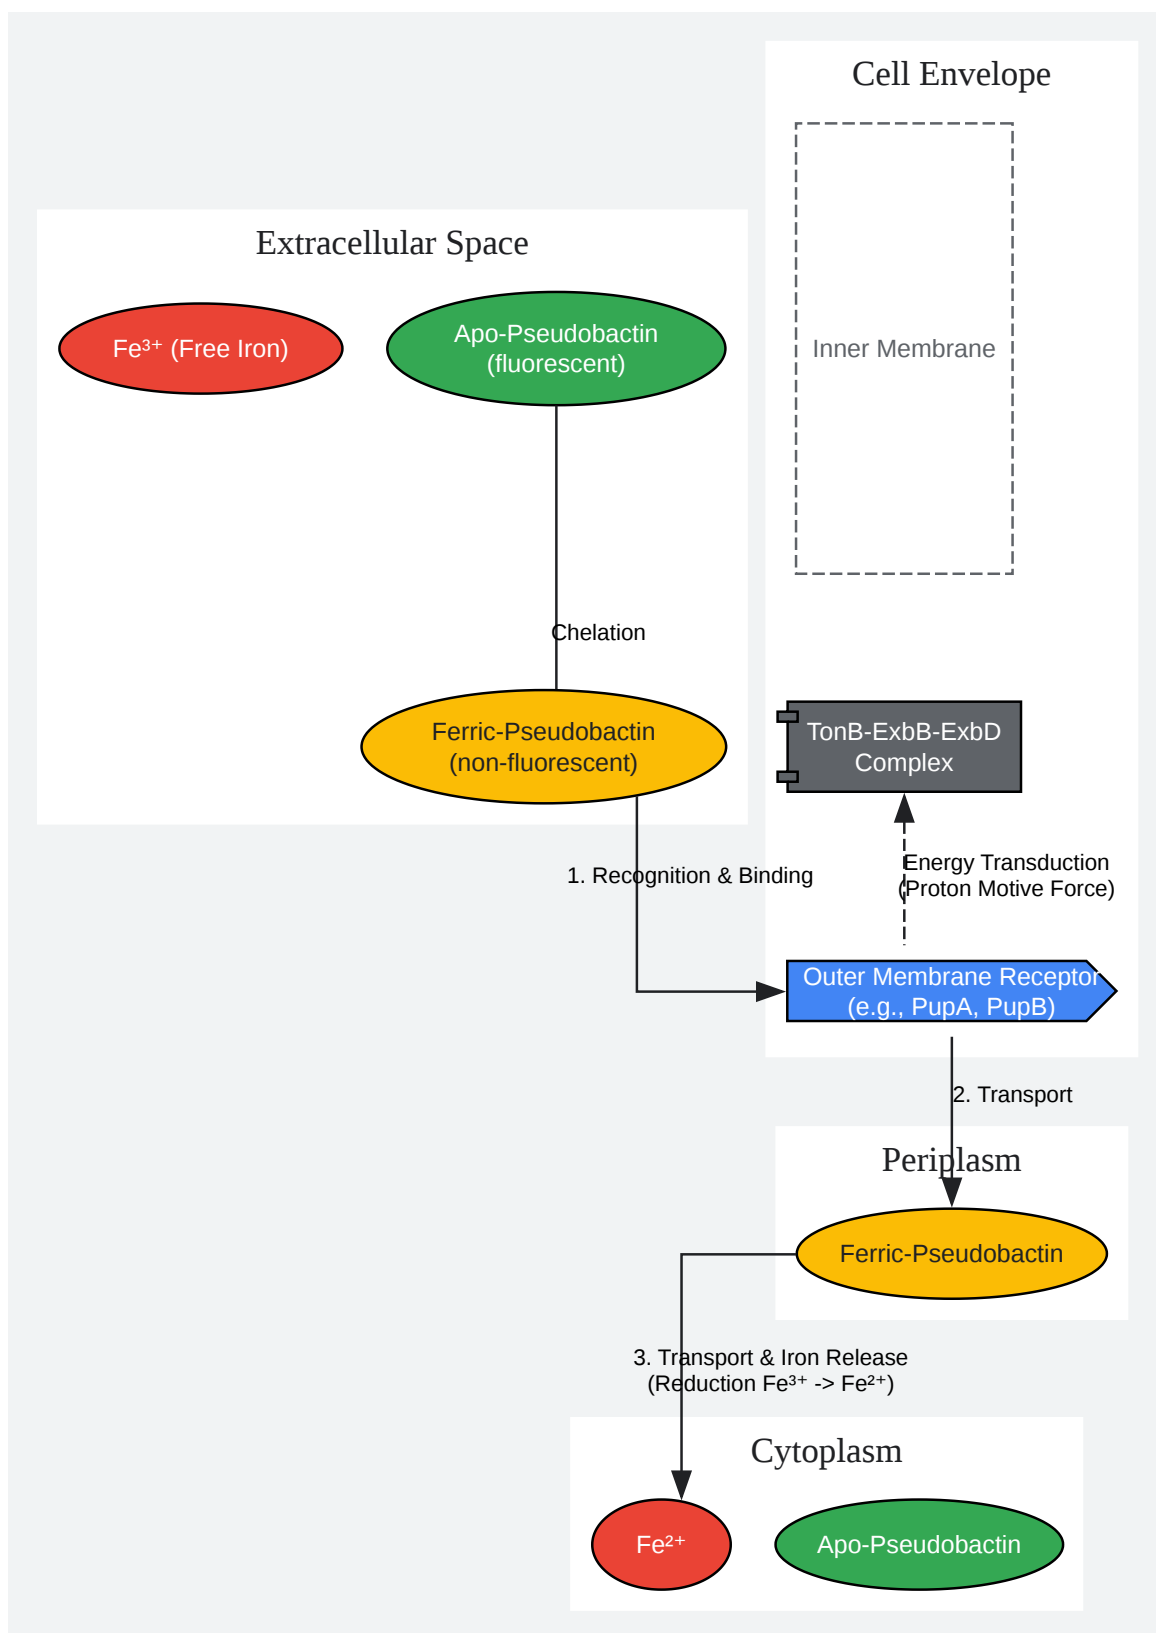 Cell Envelope
Inner Membrane
Extracellular Space
Fe³⁺ (Free Iron)
Apo-Pseudobactin
(fluorescent)
Chelation
Ferric-Pseudobactin
(non-fluorescent)
TonB-ExbB-ExbD
Complex
1. Recognition & Binding
Energy Transduction
(Proton Motive Force)
Outer Membrane Receptor
(e.g., PupA, PupB)
2. Transport
Periplasm
Ferric-Pseudobactin
3. Transport & Iron Release
(Reduction Fe³⁺ -> Fe²⁺)
Cytoplasm
Fe²⁺
Apo-Pseudobactin